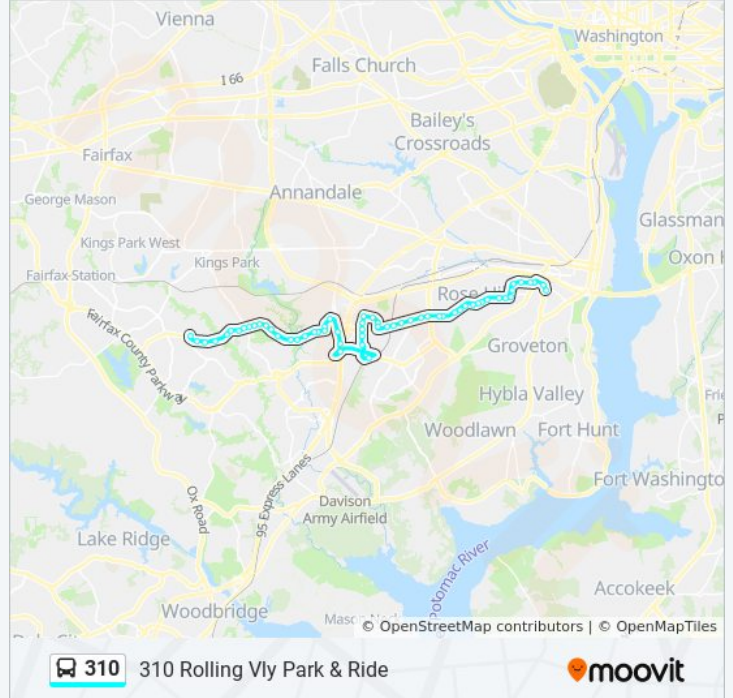 Vienna
Washington
Falls Church
I 66
Bailey's
Crossroads
Fairfax
Annandale
George Mason
Glassman
Kings Park West
Kings Park
Oxon H
Fairfax Station
Rose Hi
Fairfax County Parkway
Groveton
Hybla Valley
Woodlawn
Fort Hunt
95 Express Lanes
Fort Washingto
Ox Road
Davison
Army Airfield
Lake Ridge
otomac River
Accokeek
Woodbridge
© OpenStreetMap contributors | © OpenMapTiles
310
310 Rolling Vly Park & Ride
moovit